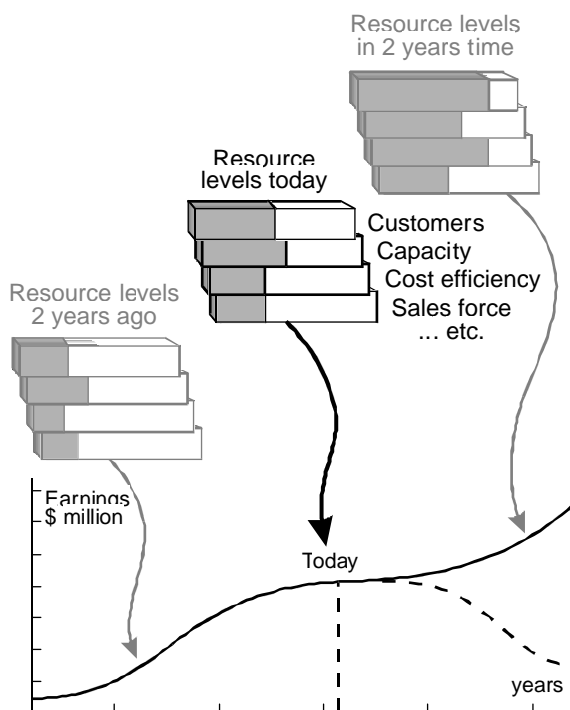 Resource levels
in 2 years time
Resource
levels today
Customers
Capacity
Cost efficiency
Sales force
... etc.
Resource levels
2 years ago
Earnings
$ million
Today
years